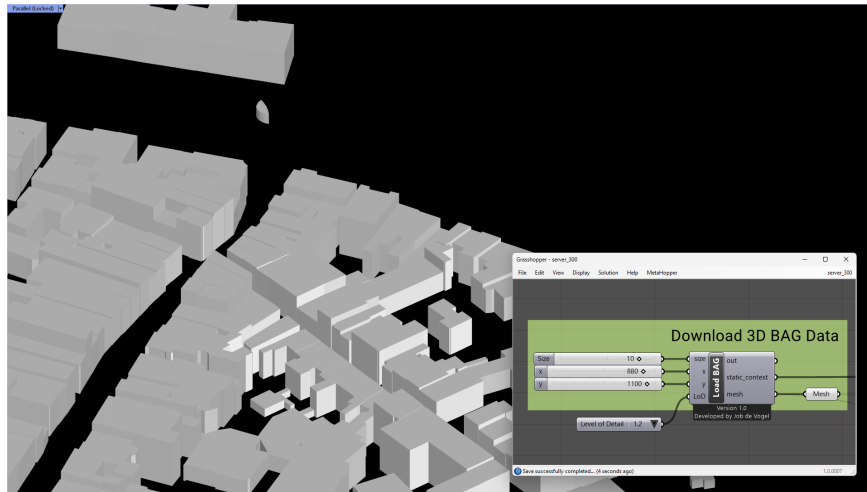 Parallel (Locked)
Grasshopper - server_300
File Edit View Display Solution Help MetaHopper server_300
Download 3D BAG Data
Size 10
x 880
y 1100
Level of Detail 1.2
size
x
y
LoD
Load BAG
out
static_context
mesh
Mesh
Version 1.0
Developed by Job de Vogel
Save successfully completed... (4 seconds ago) 1.0.0007